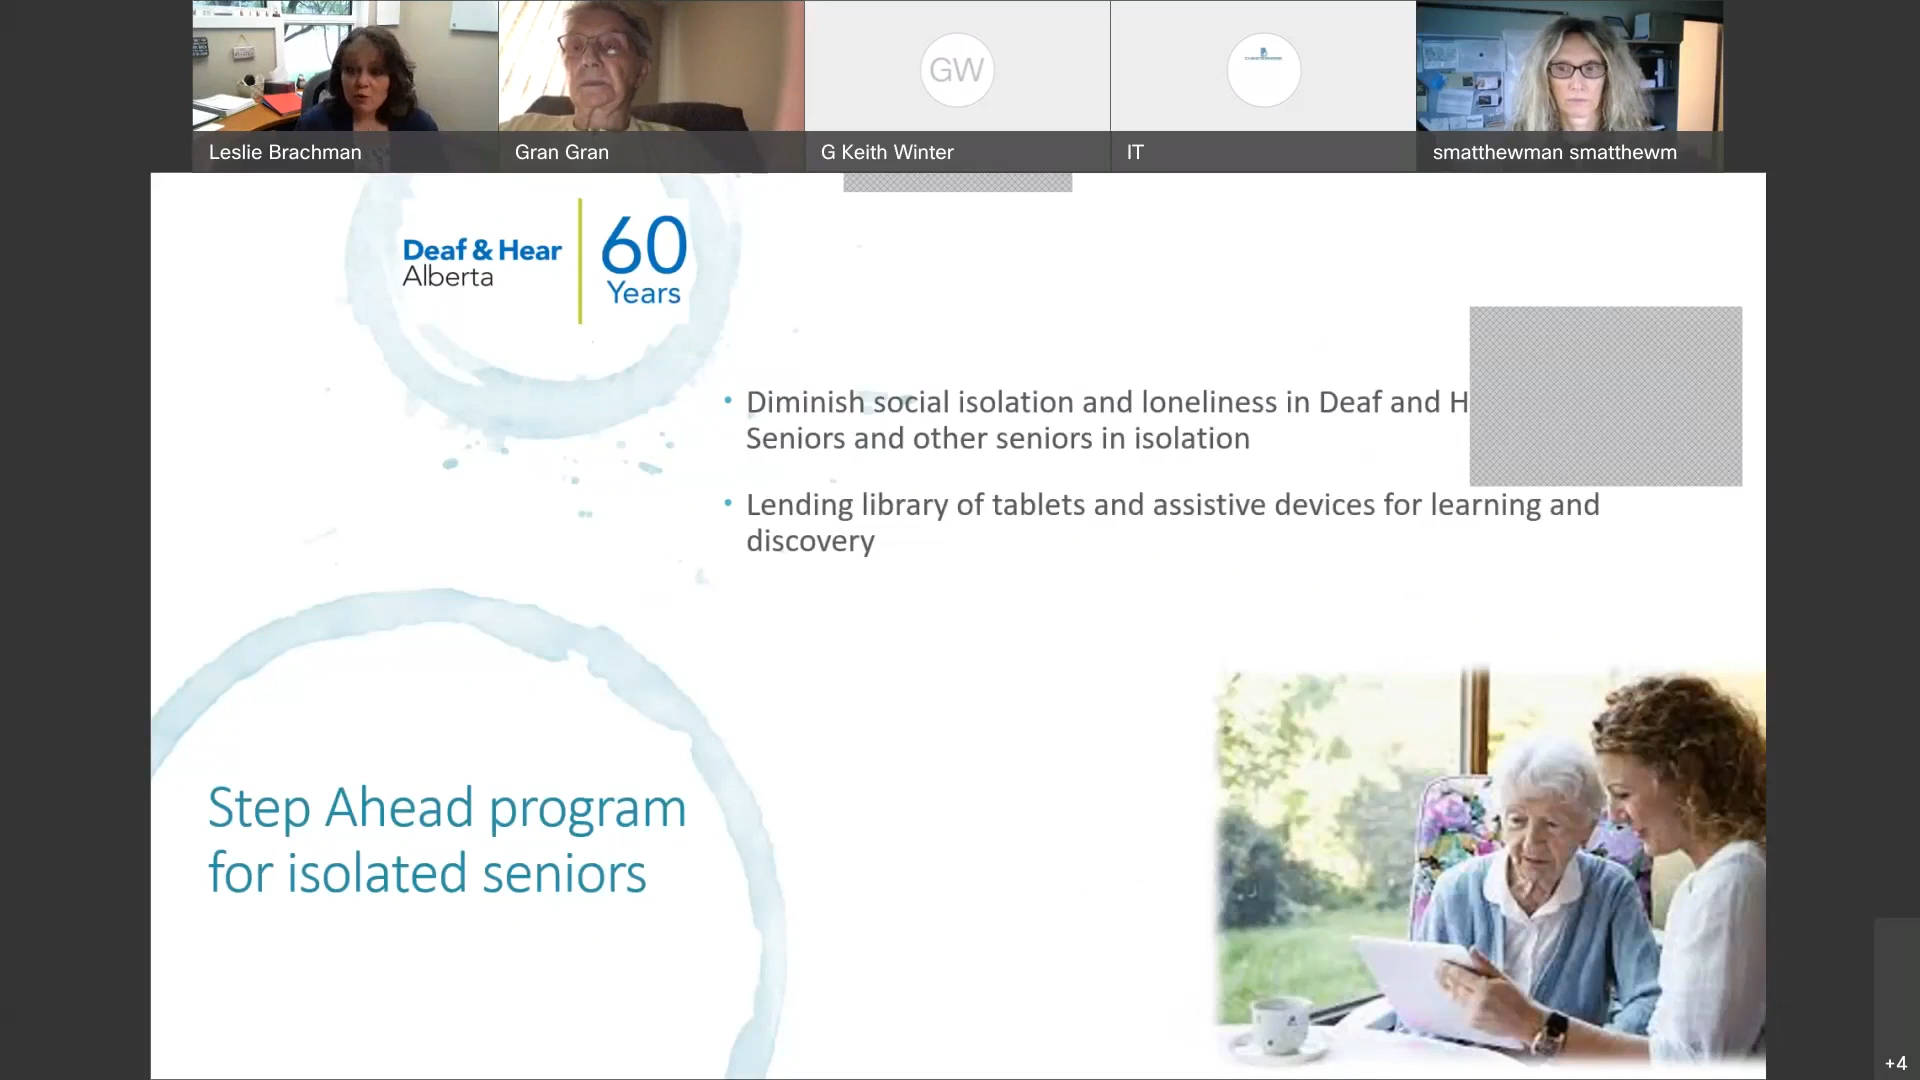 GW
Leslie Brachman
Gran Gran
G Keith Winter
IT
smatthewman smatthewm
Deaf & Hear
Alberta
60
Years
• Diminish social isolation and loneliness in Deaf and H
Seniors and other seniors in isolation
• Lending library of tablets and assistive devices for learning and
discovery
Step Ahead program
for isolated seniors
+4